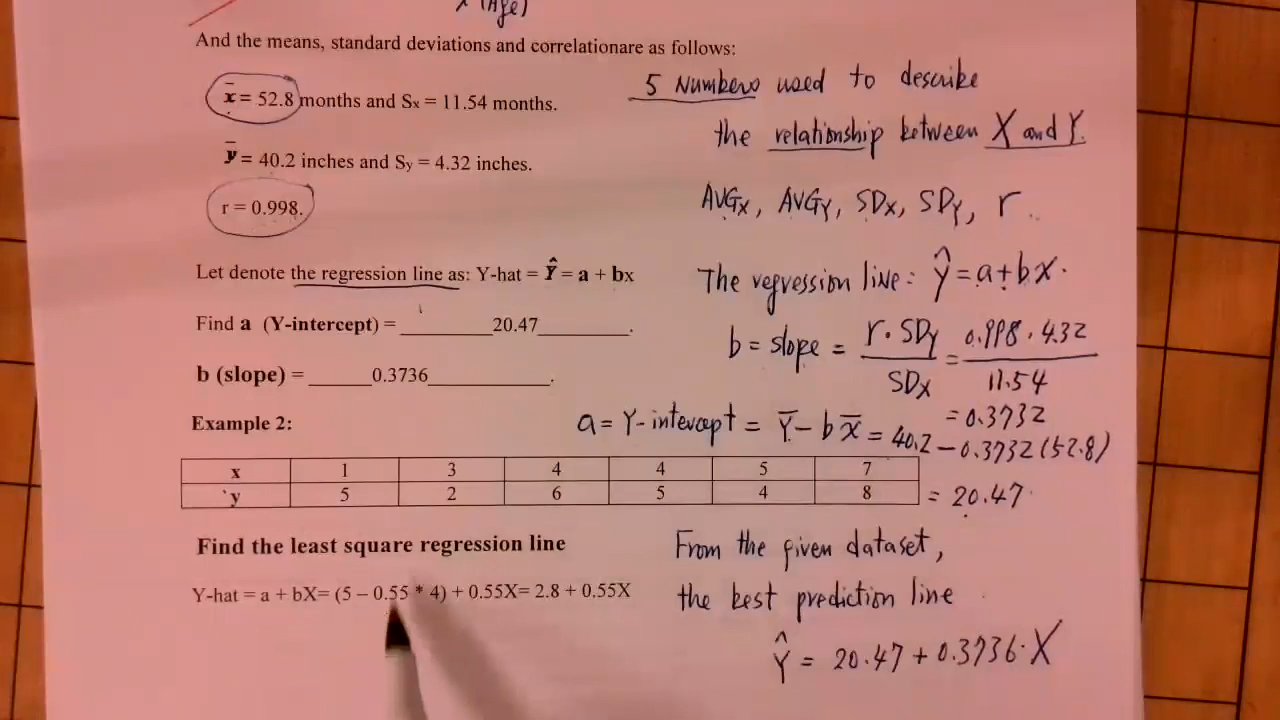 x (Age)
And the means, standard deviations and correlationare as follows:
x̄ = 52.8 months and Sx = 11.54 months.
ȳ = 40.2 inches and Sy = 4.32 inches.
r = 0.998.
Let denote the regression line as: Y-hat = Ŷ = a + bx
Find a (Y-intercept) = ________20.47________.
b (slope) = _____0.3736__________.
Example 2:
x 1 3 4 4 5 7
y 5 2 6 5 4 8
Find the least square regression line
Y-hat = a + bX= (5 – 0.55 * 4) + 0.55X= 2.8 + 0.55X
5 Numbers used to describe
the relationship between X and Y.
AVGx, AVGY, SDx, SDY, r.
The regression line: Ŷ = a + bX.
b = slope = r · SDy / SDx = 0.998 · 4.32 / 11.54
= 0.3732
a = Y-intercept = Ȳ - b x̄ = 40.2 - 0.3732 (52.8)
= 20.47
From the given dataset,
the best prediction line
Ŷ = 20.47 + 0.3736 · X